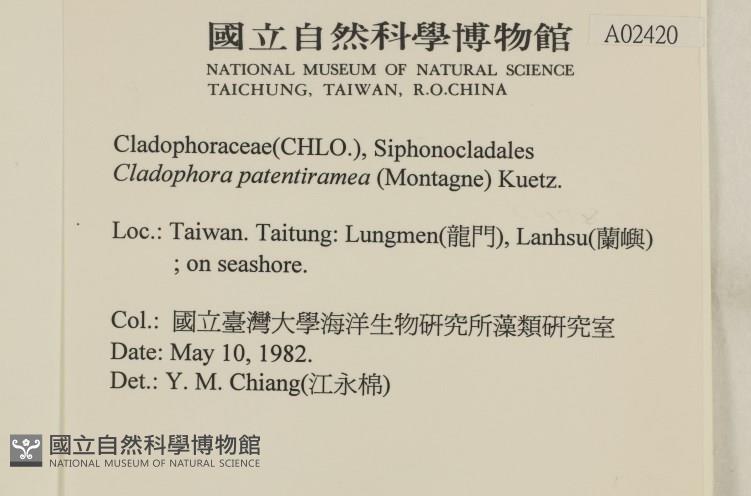 國立自然科學博物館
A02420
NATIONAL MUSEUM OF NATURAL SCIENCE
TAICHUNG, TAIWAN, R.O.CHINA
Cladophoraceae(CHLO.), Siphonocladales
Cladophora patentiramea (Montagne) Kuetz.
Loc.: Taiwan. Taitung: Lungmen(龍門), Lanhsu(蘭嶼)
; on seashore.
Col.: 國立臺灣大學海洋生物研究所藻類研究室
Date: May 10, 1982.
Det.: Y. M. Chiang(江永棉)
國立自然科學博物館
NATIONAL MUSEUM OF NATURAL SCIENCE